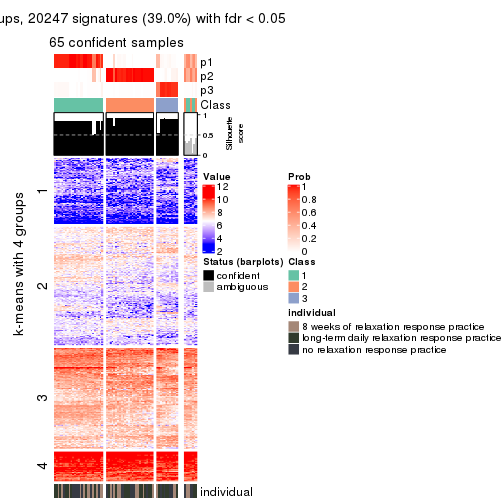 ups, 20247 signatures (39.0%) with fdr < 0.05
65 confident samples
p1
p2
p3
Class
1
0.5
0
Silhouette
score
k-means with 4 groups
1
2
3
4
individual
Value
12
10
8
6
4
2
Prob
1
0.8
0.6
0.4
0.2
0
Status (barplots)
confident
ambiguous
Class
1
2
3
individual
8 weeks of relaxation response practice
long-term daily relaxation response practice
no relaxation response practice